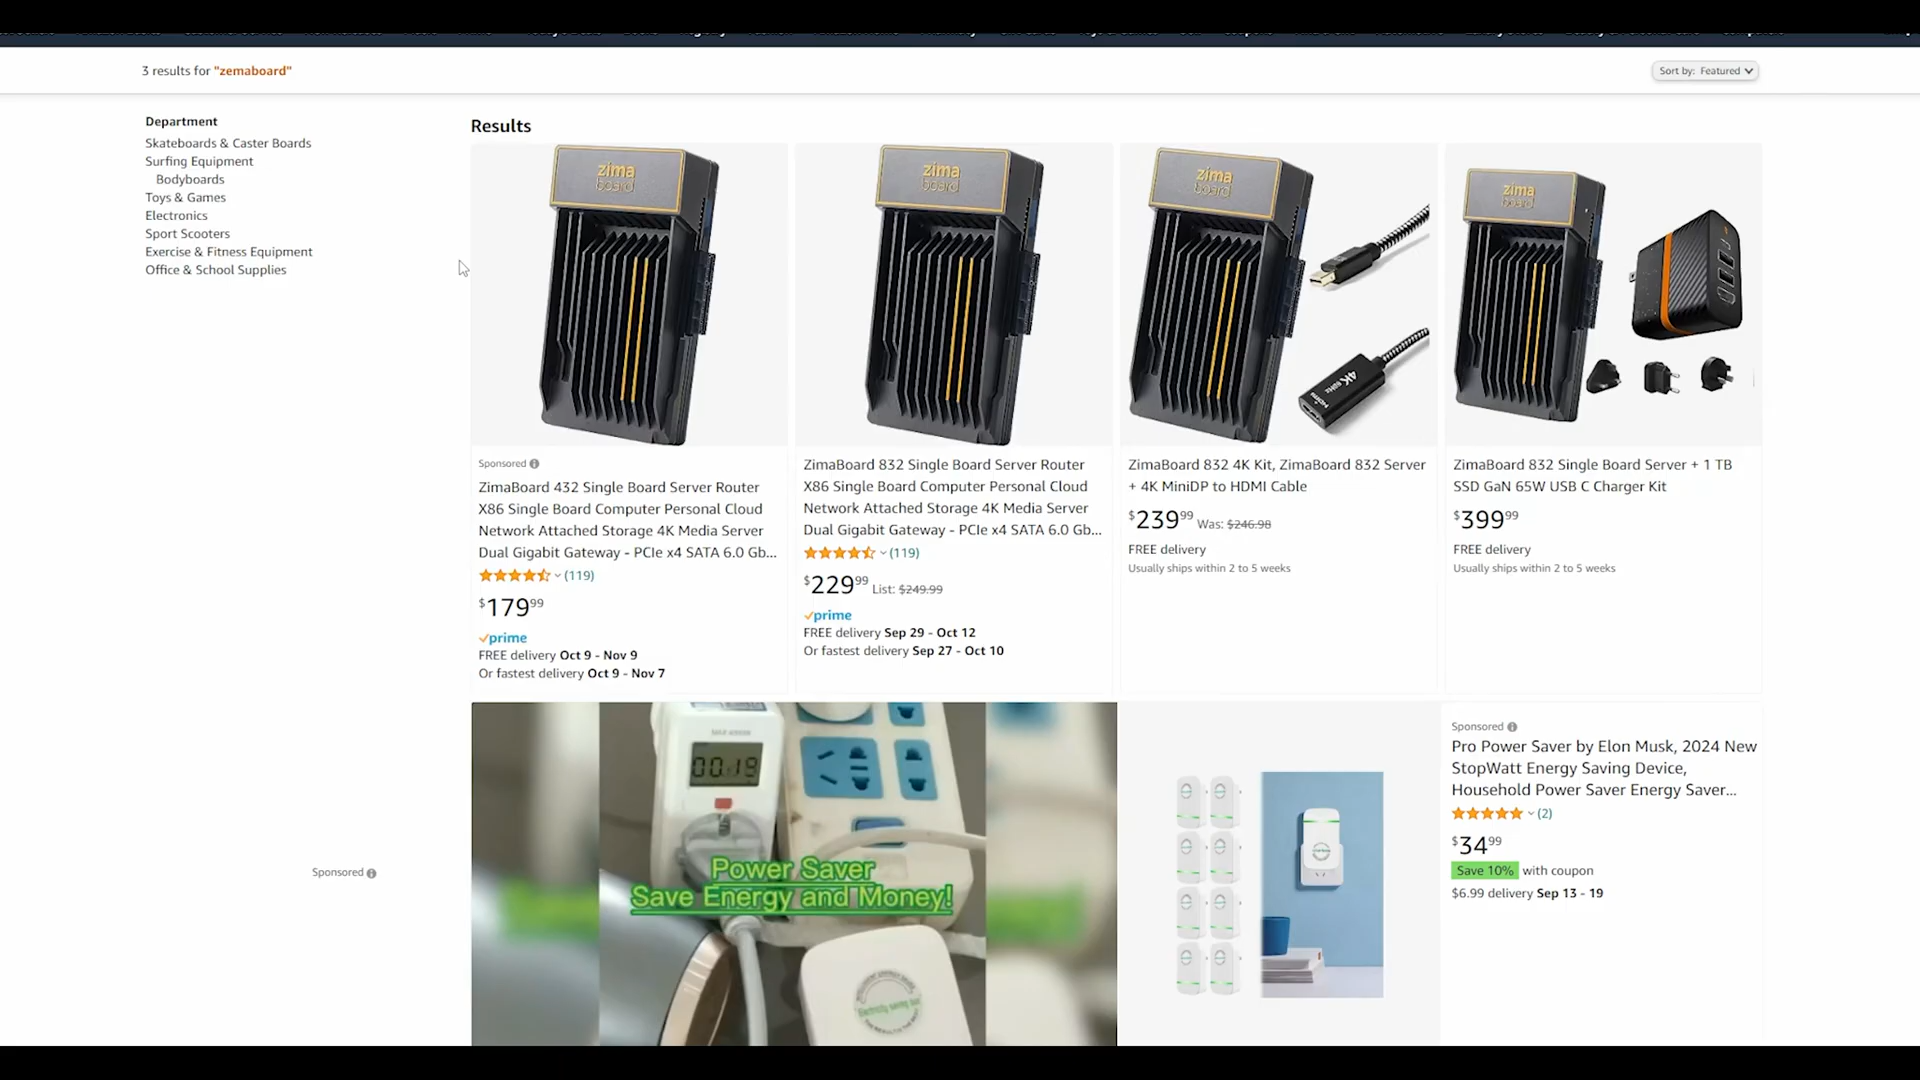 3 results for "zemaboard"
Sort by: Featured
Department
Skateboards & Caster Boards
Surfing Equipment
Bodyboards
Toys & Games
Electronics
Sport Scooters
Exercise & Fitness Equipment
Office & School Supplies
Sponsored
Results
zima
board
zima
board
zima
board
4K 60Hz
HDMI
zima
board
Sponsored
ZimaBoard 432 Single Board Server Router
X86 Single Board Computer Personal Cloud
Network Attached Storage 4K Media Server
Dual Gigabit Gateway - PCIe x4 SATA 6.0 Gb...
(119)
$179.99
prime
FREE delivery Oct 9 - Nov 9
Or fastest delivery Oct 9 - Nov 7
ZimaBoard 832 Single Board Server Router
X86 Single Board Computer Personal Cloud
Network Attached Storage 4K Media Server
Dual Gigabit Gateway - PCIe x4 SATA 6.0 Gb...
(119)
$229.99 List: $249.99
prime
FREE delivery Sep 29 - Oct 12
Or fastest delivery Sep 27 - Oct 10
ZimaBoard 832 4K Kit, ZimaBoard 832 Server
+ 4K MiniDP to HDMI Cable
$239.99 Was: $246.98
FREE delivery
Usually ships within 2 to 5 weeks
ZimaBoard 832 Single Board Server + 1 TB
SSD GaN 65W USB C Charger Kit
$399.99
FREE delivery
Usually ships within 2 to 5 weeks
00:19
Power Saver
Save Energy and Money!
Electricity saving box
Sponsored
Pro Power Saver by Elon Musk, 2024 New
StopWatt Energy Saving Device,
Household Power Saver Energy Saver...
(2)
$34.99
Save 10% with coupon
$6.99 delivery Sep 13 - 19